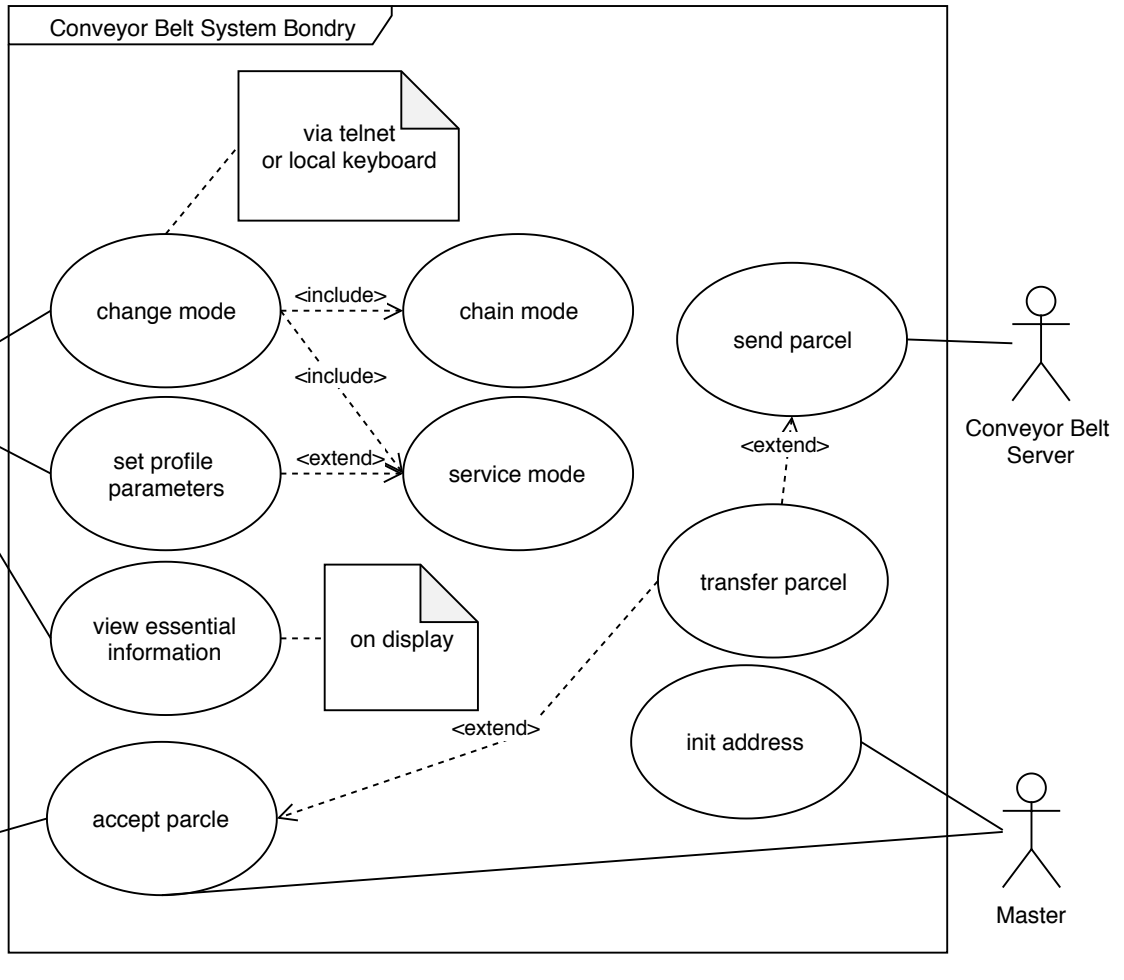 Conveyor Belt System Bondry
via telnet
or local keyboard
change mode
<include>
chain mode
send parcel
<include>
Conveyor Belt
Server
set profile
parameters
<extend>
service mode
<extend>
transfer parcel
view essential
information
on display
<extend>
init address
accept parcle
Master